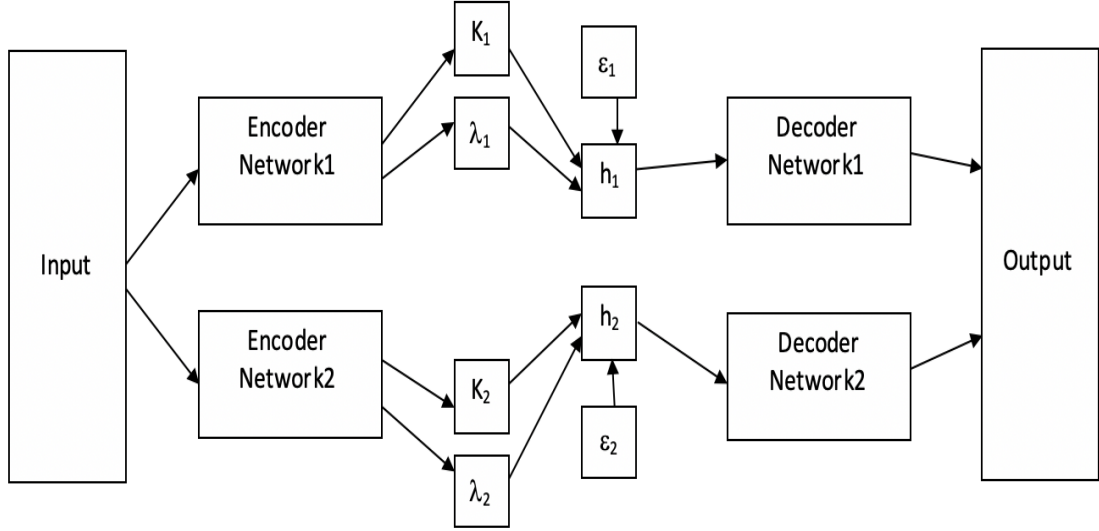 Input
Encoder
Network1
K₁
λ₁
ε₁
h₁
Decoder
Network1
Encoder
Network2
K₂
λ₂
h₂
ε₂
Decoder
Network2
Output